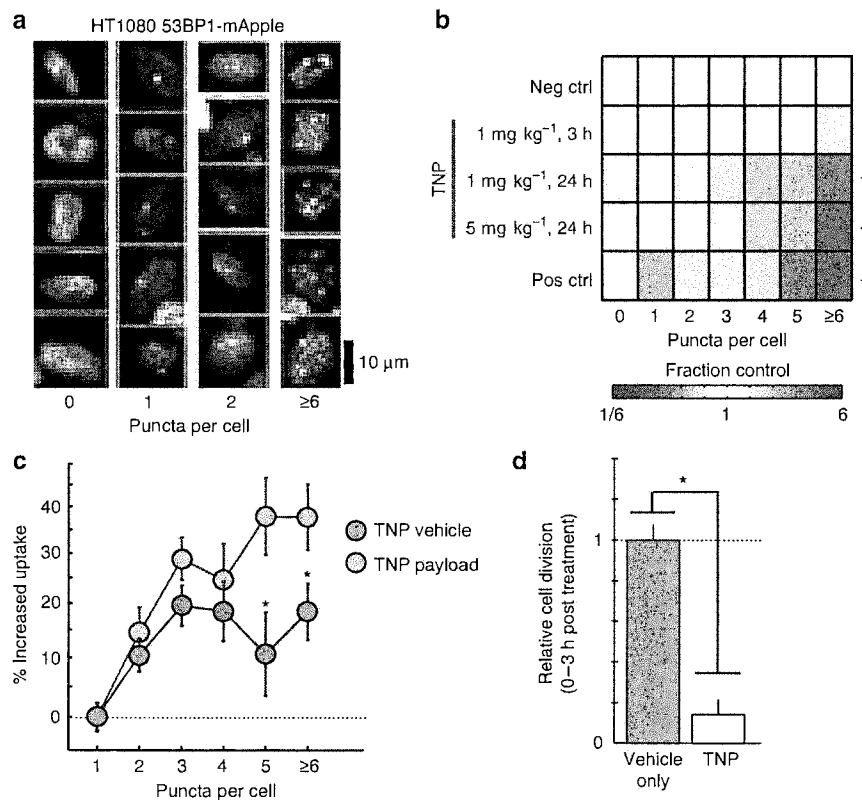 a
HT1080 53BP1-mApple
0 1 2 ≥6
Puncta per cell
10 μm
b
Neg ctrl
TNP
1 mg kg⁻¹, 3 h
1 mg kg⁻¹, 24 h
5 mg kg⁻¹, 24 h
Pos ctrl
0 1 2 3 4 5 ≥6
Puncta per cell
Fraction control
1/6 1 6
c
% Increased uptake
40
30
20
10
0
1 2 3 4 5 ≥6
Puncta per cell
TNP vehicle
TNP payload
*
*
d
Relative cell division
(0–3 h post treatment)
*
1
0
Vehicle only
TNP